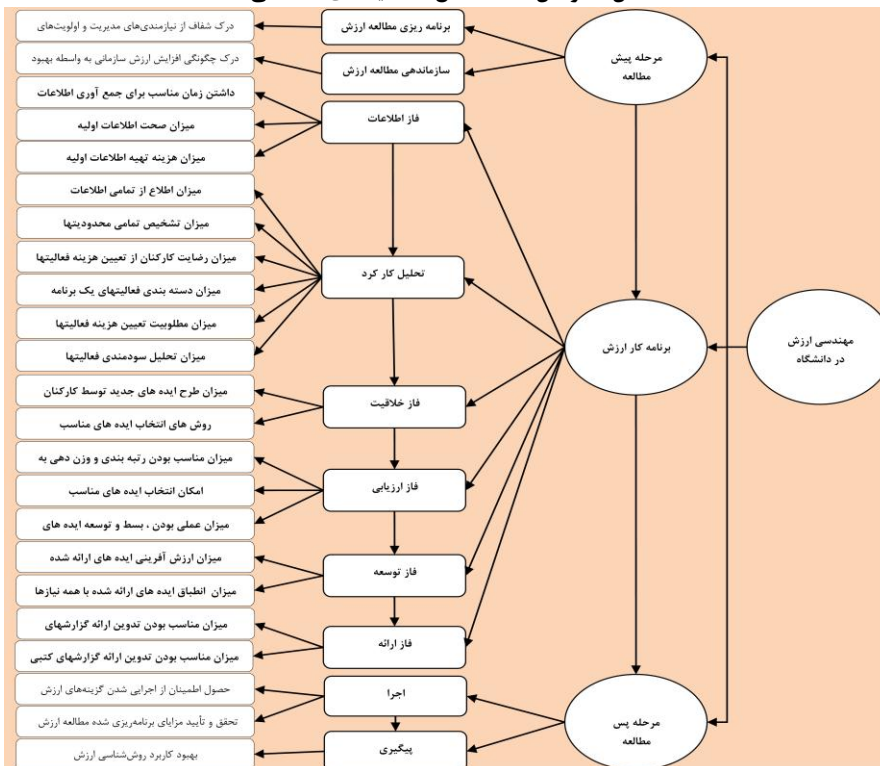 درک شفاف از نیازمندی‌های مدیریت و اولویت‌های
درک چگونگی افزایش ارزش سازمانی به واسطه بهبود
داشتن زمان مناسب برای جمع آوری اطلاعات
میزان صحت اطلاعات اولیه
میزان هزینه تهیه اطلاعات اولیه
میزان اطلاع از تمامی اطلاعات
میزان تشخیص تمامی محدودیتها
میزان رضایت کارکنان از تعیین هزینه فعالیتها
میزان دسته بندی فعالیتهای یک برنامه
میزان مطلوبیت تعیین هزینه فعالیتها
میزان تحلیل سودمندی فعالیتها
میزان طرح ایده های جدید توسط کارکنان
روش های انتخاب ایده های مناسب
میزان مناسب بودن رتبه بندی و وزن دهی به
امکان انتخاب ایده های مناسب
میزان عملی بودن ، بسط و توسعه ایده های
میزان ارزش آفرینی ایده های ارائه شده
میزان انطباق ایده های ارائه شده با همه نیازها
میزان مناسب بودن تدوین ارائه گزارشهای
میزان مناسب بودن تدوین ارائه گزارشهای کتبی
حصول اطمینان از اجرایی شدن گزینه‌های ارزش
تحقق و تأیید مزایای برنامه‌ریزی شده مطالعه ارزش
بهبود کاربرد روش‌شناسی ارزش
برنامه ریزی مطالعه ارزش
سازماندهی مطالعه ارزش
فاز اطلاعات
تحلیل کار کرد
فاز خلاقیت
فاز ارزیابی
فاز توسعه
فاز ارائه
اجرا
پیگیری
مرحله پیش
مطالعه
برنامه کار ارزش
مرحله پس
مطالعه
مهندسی ارزش
در دانشگاه